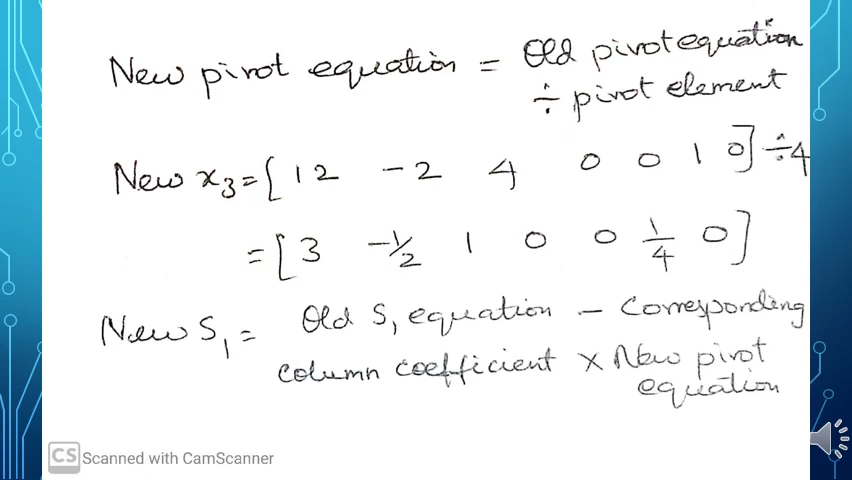 New pivot equation = Old pivot equation
÷ pivot element
New x₃ = [12 -2 4 0 0 1 0] ÷4
= [3 -1/2 1 0 0 1/4 0]
New S₁ = Old S₁ equation - corresponding
column coefficient × New pivot
equation
CS Scanned with CamScanner